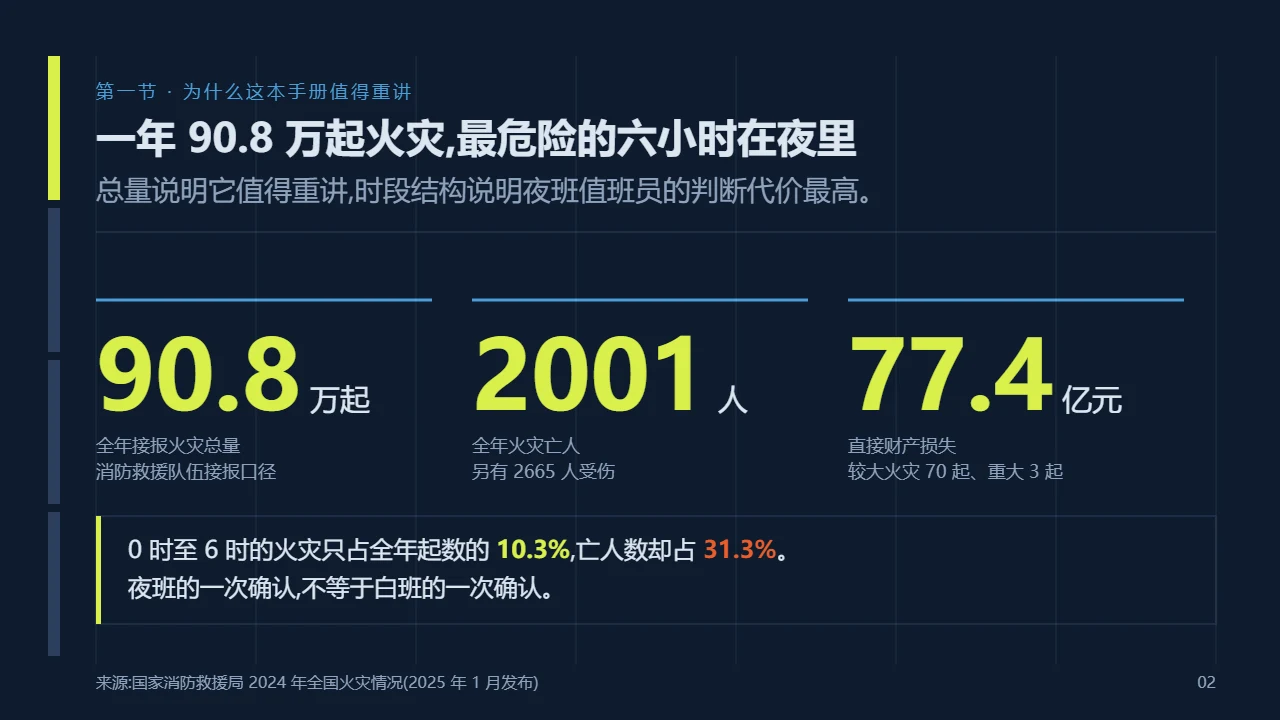 第一节 · 为什么这本手册值得重讲
一年 90.8 万起火灾,最危险的六小时在夜里
总量说明它值得重讲,时段结构说明夜班值班员的判断代价最高。
90.8 万起
全年接报火灾总量
消防救援队伍接报口径
2001 人
全年火灾亡人
另有 2665 人受伤
77.4 亿元
直接财产损失
较大火灾 70 起、重大 3 起
0 时至 6 时的火灾只占全年起数的 10.3%,亡人数却占 31.3%。
夜班的一次确认,不等于白班的一次确认。
来源:国家消防救援局 2024 年全国火灾情况(2025 年 1 月发布)
02